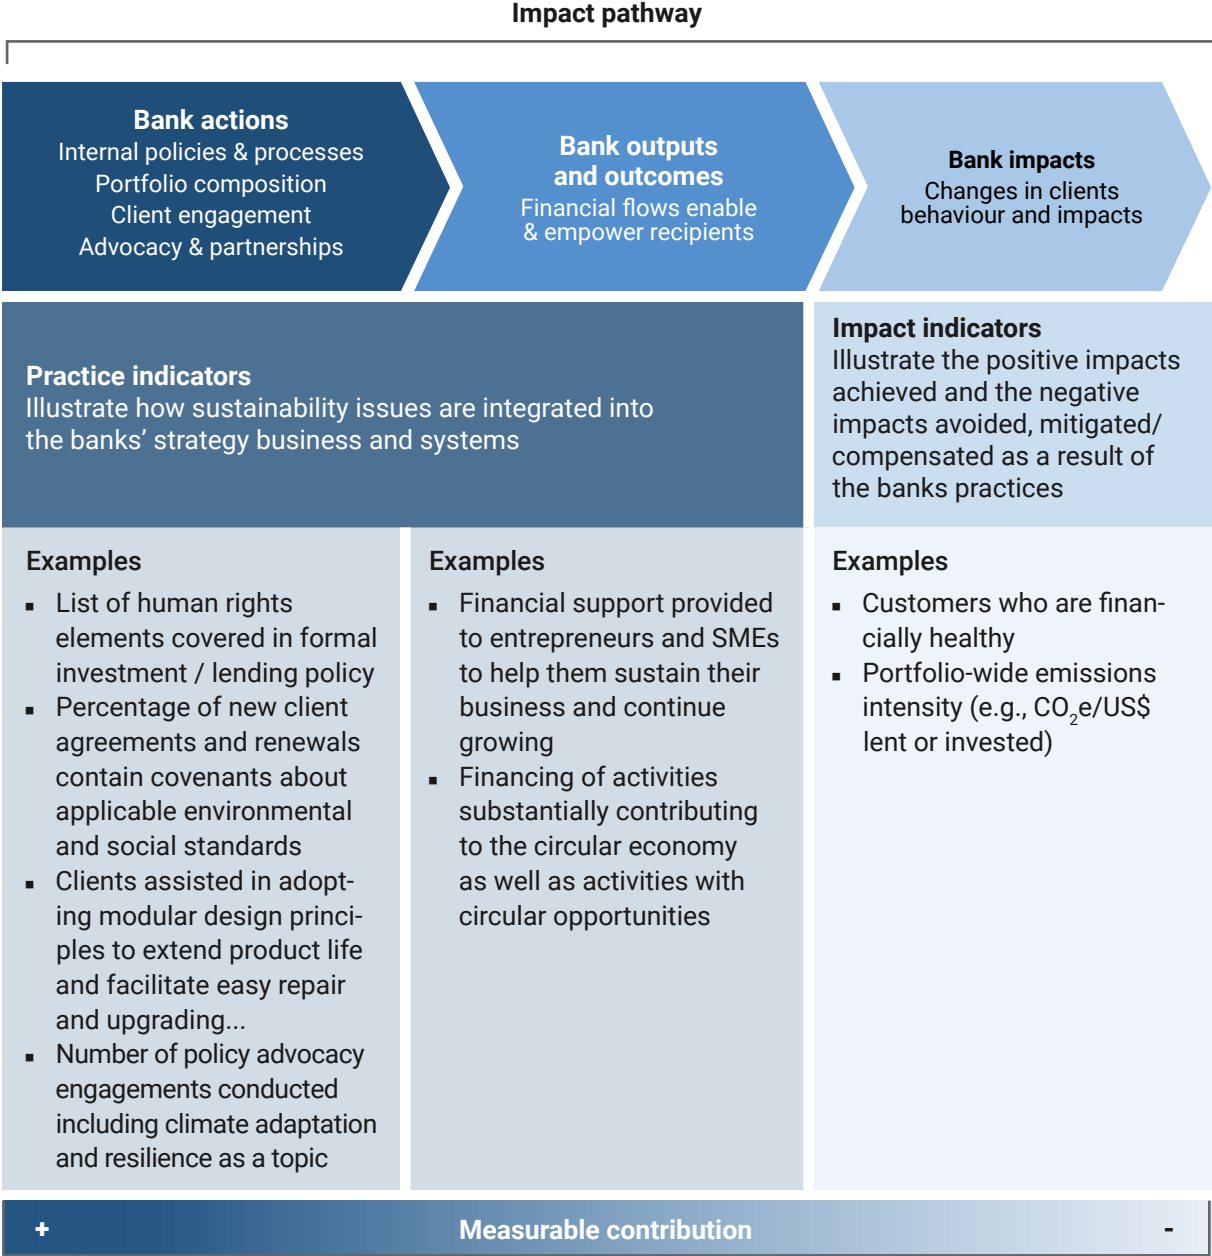 Impact pathway
Bank actions
Internal policies & processes
Portfolio composition
Client engagement
Advocacy & partnerships
Bank outputs
and outcomes
Financial flows enable
& empower recipients
Bank impacts
Changes in clients
behaviour and impacts
Practice indicators
Illustrate how sustainability issues are integrated into
the banks’ strategy business and systems
Impact indicators
Illustrate the positive impacts
achieved and the negative
impacts avoided, mitigated/
compensated as a result of
the banks practices
Examples
▪ List of human rights
elements covered in formal
investment / lending policy
▪ Percentage of new client
agreements and renewals
contain covenants about
applicable environmental
and social standards
▪ Clients assisted in adopt-
ing modular design princi-
ples to extend product life
and facilitate easy repair
and upgrading...
▪ Number of policy advocacy
engagements conducted
including climate adaptation
and resilience as a topic
Examples
▪ Financial support provided
to entrepreneurs and SMEs
to help them sustain their
business and continue
growing
▪ Financing of activities
substantially contributing
to the circular economy
as well as activities with
circular opportunities
Examples
▪ Customers who are finan-
cially healthy
▪ Portfolio-wide emissions
intensity (e.g., CO₂e/US$
lent or invested)
+ Measurable contribution -